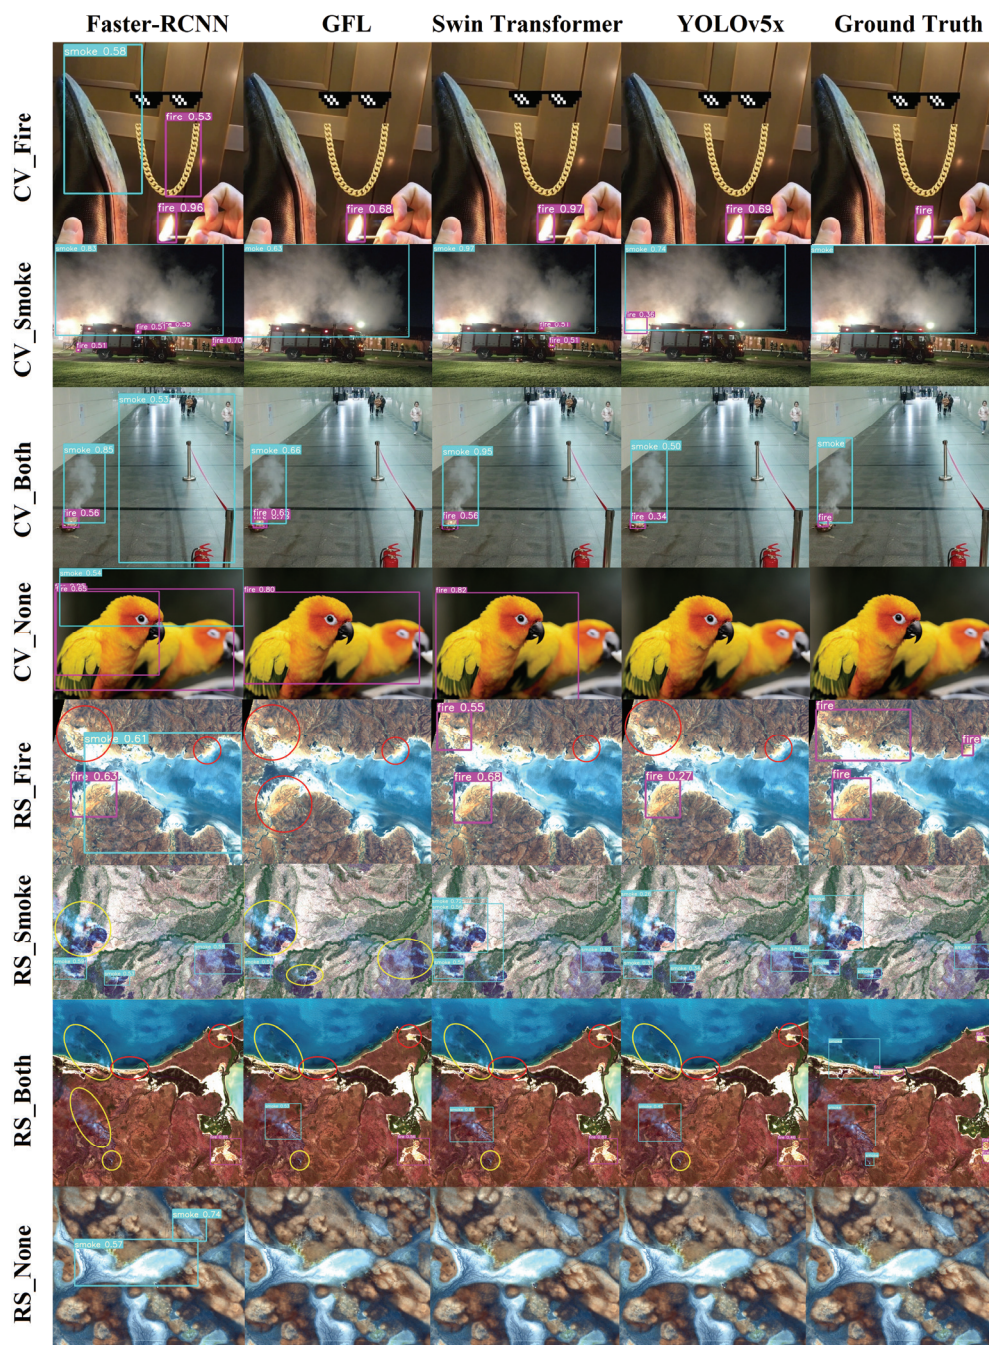 Faster-RCNN GFL Swin Transformer YOLOv5x Ground Truth
CV_Fire
smoke 0.58
fire 0.53
fire 0.96
fire 0.68
fire 0.97
fire 0.69
fire
CV_Smoke
smoke 0.83
fire 0.51
fire 0.51
fire 0.70
smoke 0.63
smoke 0.97
fire 0.51
fire 0.51
smoke 0.74
fire 0.36
smoke
CV_Both
smoke 0.53
smoke 0.85
fire 0.56
smoke 0.66
smoke 0.95
fire 0.56
smoke 0.50
fire 0.34
smoke
fire
CV_None
smoke 0.54
fire 0.65
fire 0.80
fire 0.82
RS_Fire
smoke 0.61
fire 0.63
fire 0.55
fire 0.68
fire 0.27
fire
fire
fire
RS_Smoke
RS_Both
RS_None
smoke 0.74
smoke 0.57